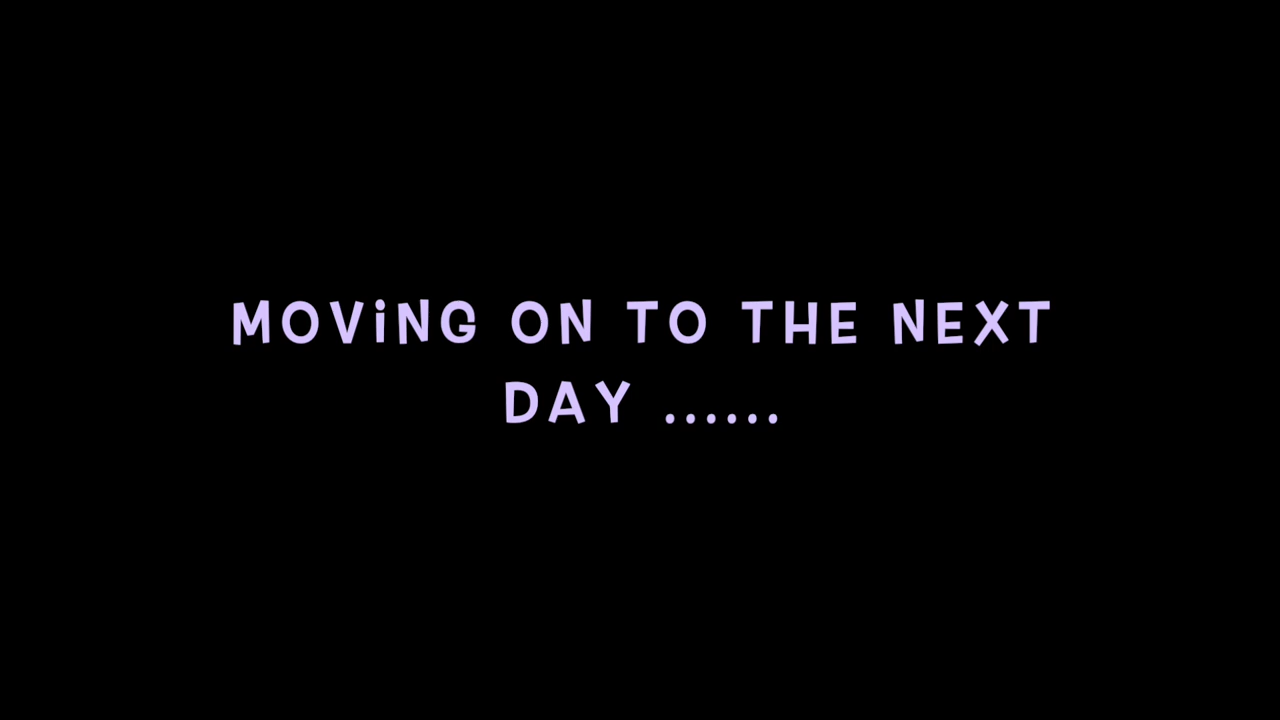 MOViNG ON TO THE NEXT
DAY ......